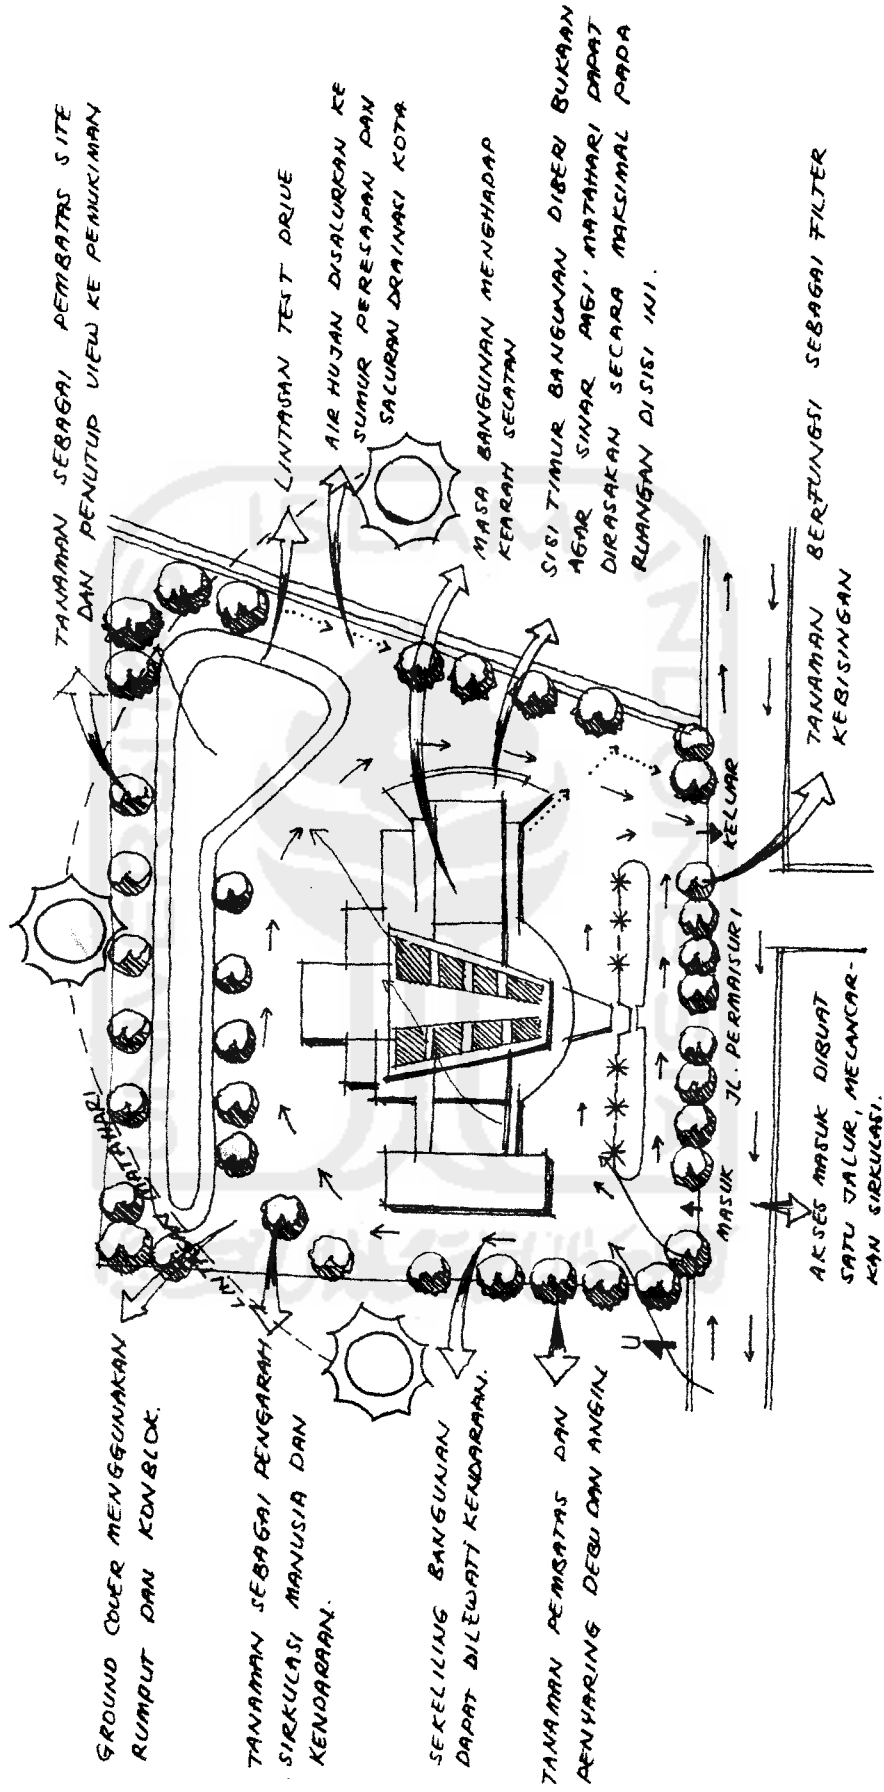 TANAMAN SEBAGAI PEMBATAS SITE
DAN PENUTUP VIEW KE PEMUKIMAN
LINTASAN TEST DRIVE
AIR HUJAN DISALURKAN KE
SUMUR PERESAPAN DAN
SALURAN DRAINASI KOTA
MASA BANGUNAN MENGHADAP
KEARAH SELATAN
SISI TIMUR BANGUNAN DIBERI BUKAAN
AGAR SINAR PAGI MATAHARI DAPAT
DIRASAKAN SECARA MAKSIMAL PADA
RUANGAN DISISI INI.
TANAMAN BERFUNGSI SEBAGAI FILTER
KEBISINGAN
GROUND COVER MENGGUNAKAN
RUMPUT DAN KONBLOK.
TANAMAN SEBAGAI PENGARAH
SIRKULASI MANUSIA DAN
KENDARAAN.
SEKELILING BANGUNAN
DAPAT DILEWATI KENDARAAN.
TANAMAN PEMBATAS DAN
PENYARING DEBU DAN ANGIN
MATAHARI
U
MASUK
JL. PERMAISURI
KELUAR
AKSES MASUK DIBUAT
SATU JALUR, MELANCAR-
KAN SIRKULASI.
ISLAM
INDONESIA